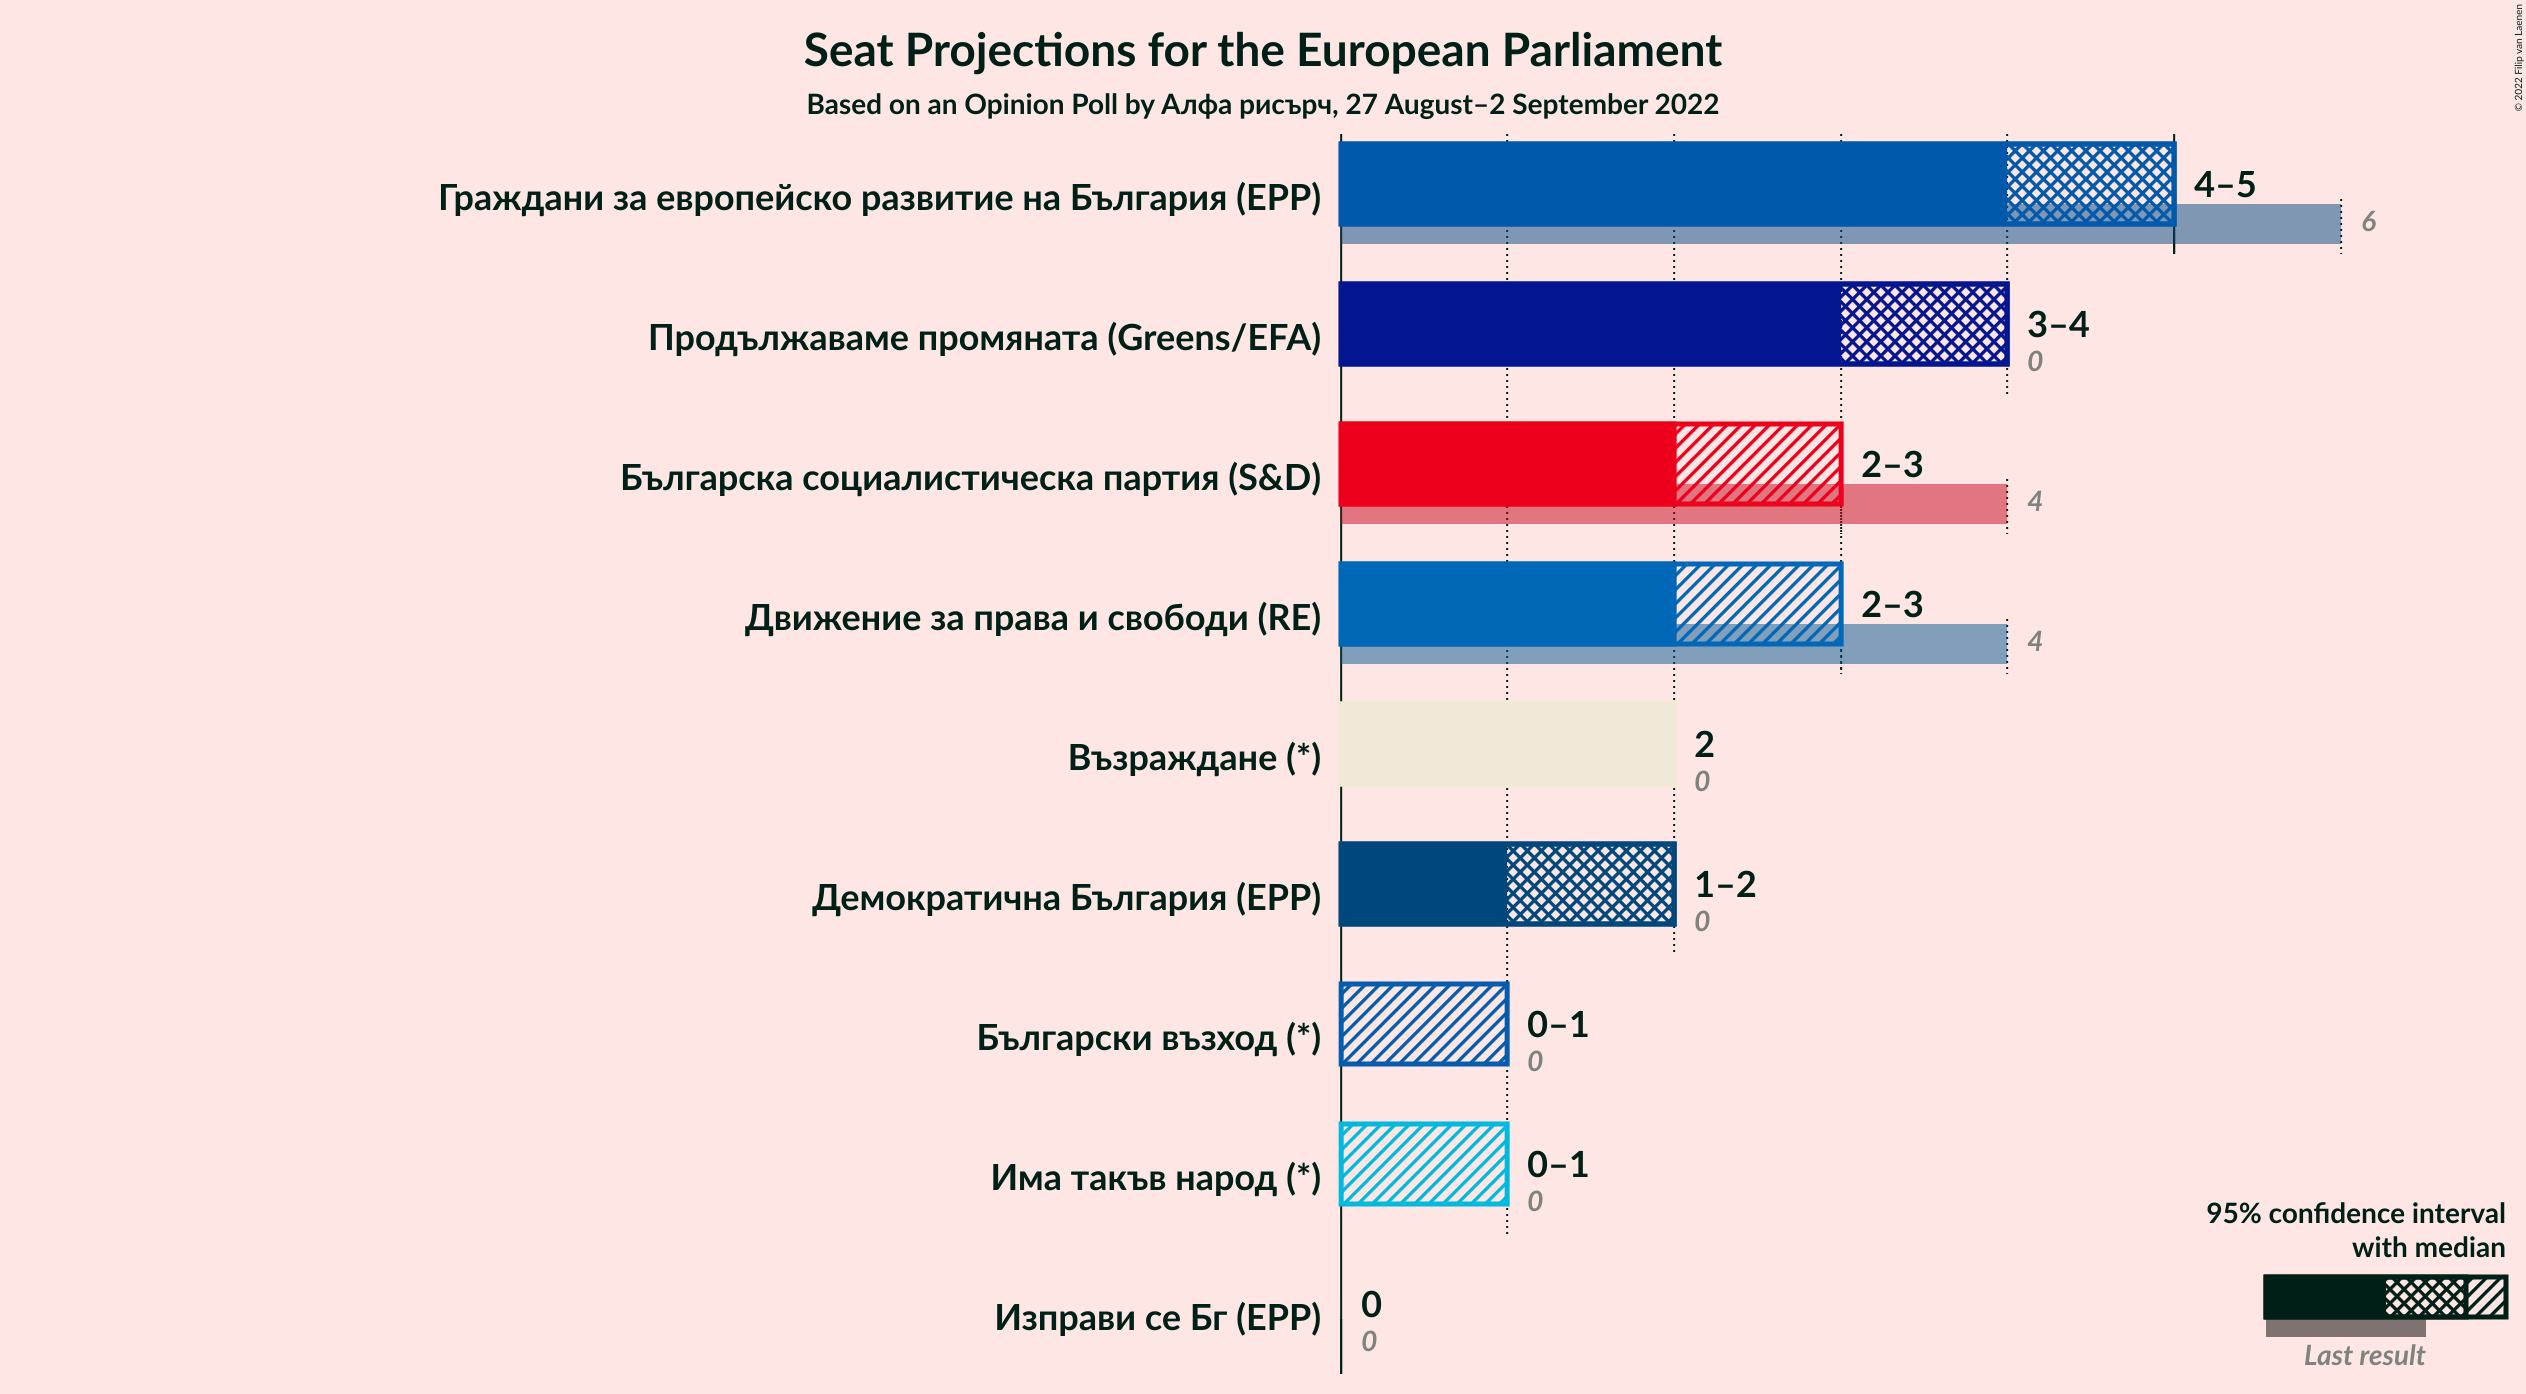 Seat Projections for the European Parliament
Based on an Opinion Poll by Алфа рисърч, 27 August–2 September 2022
© 2022 Filip van Laenen
Граждани за европейско развитие на България (EPP)
4–5
6
Продължаваме промяната (Greens/EFA)
3–4
0
Българска социалистическа партия (S&D)
2–3
4
Движение за права и свободи (RE)
2–3
4
Възраждане (*)
2
0
Демократична България (EPP)
1–2
0
Български възход (*)
0–1
0
Има такъв народ (*)
0–1
0
Изправи се Бг (EPP)
0
0
95% confidence interval
with median
Last result